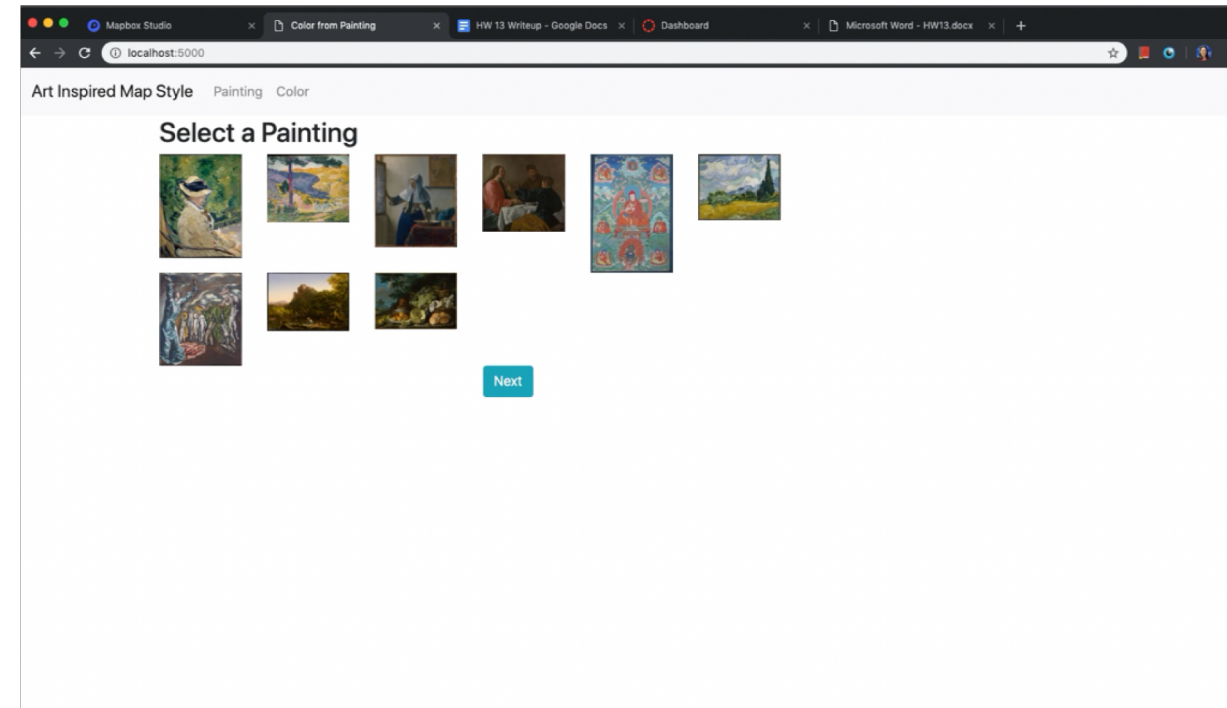 Mapbox Studio
Color from Painting
HW 13 Writeup - Google Docs
Dashboard
Microsoft Word - HW13.docx
localhost:5000
Art Inspired Map Style
Painting
Color
Select a Painting
Next